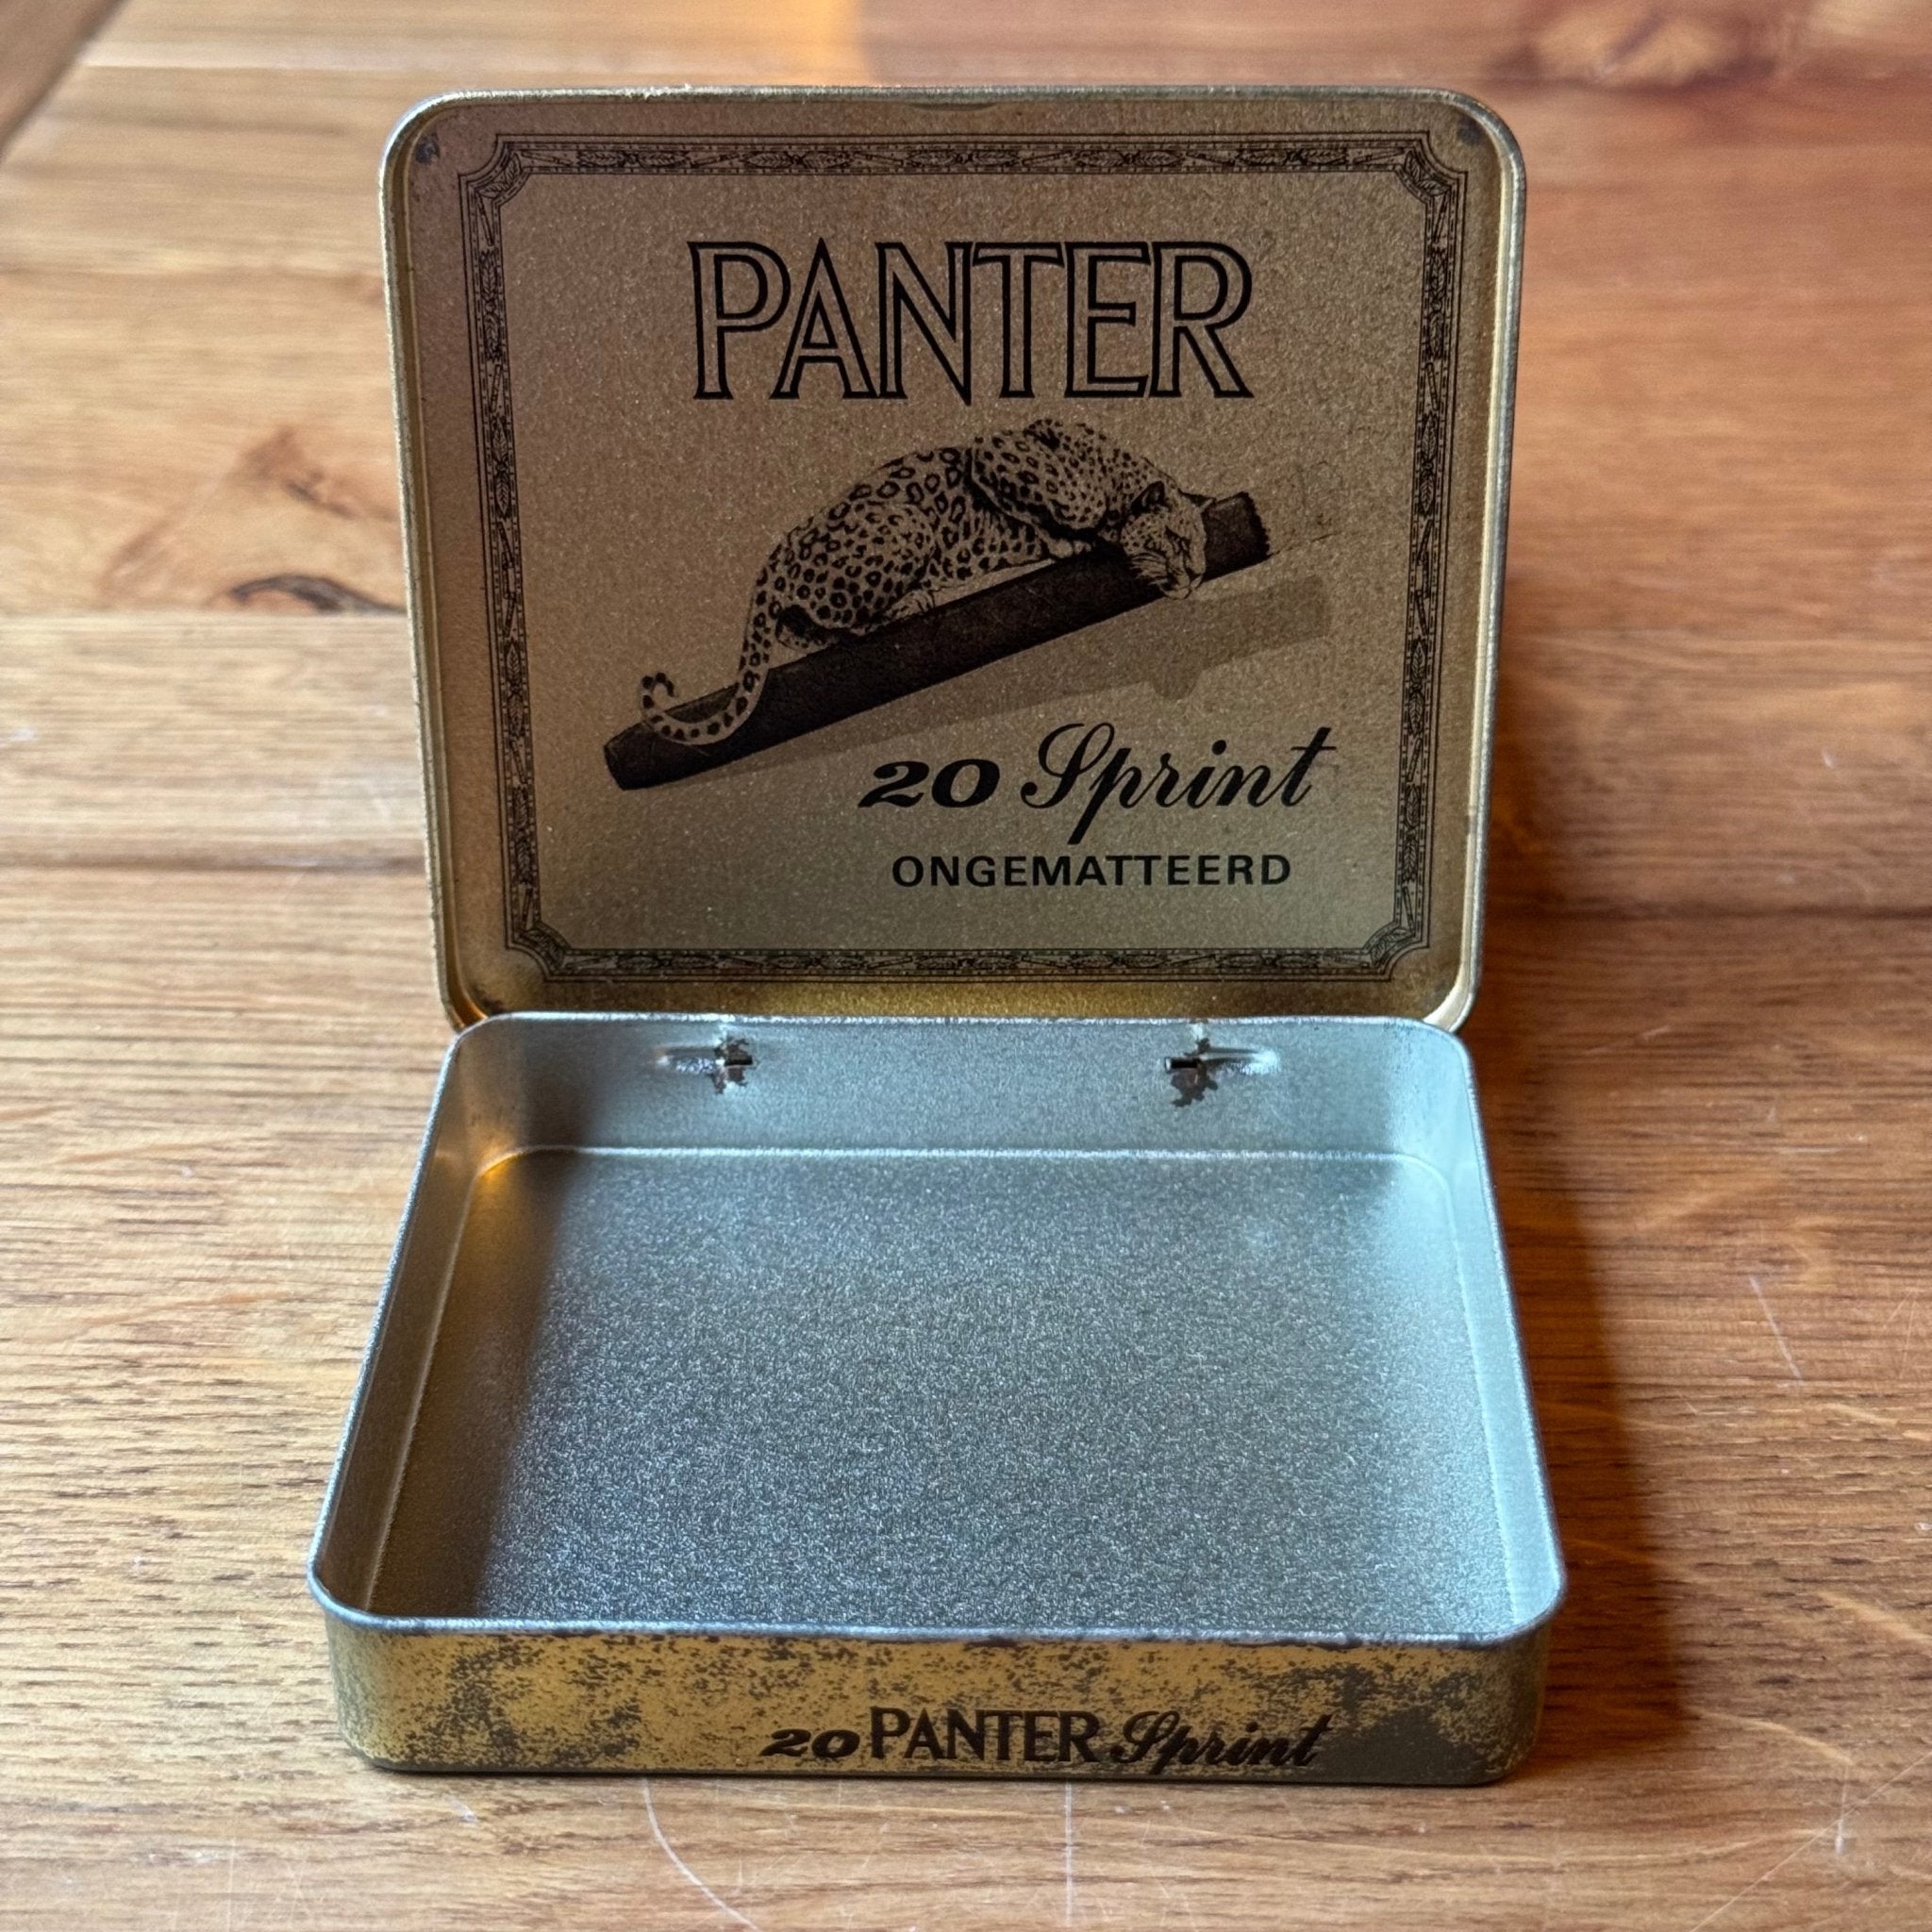 PANTER
20 Sprint
ONGEMATTEERD
20 PANTER Sprint